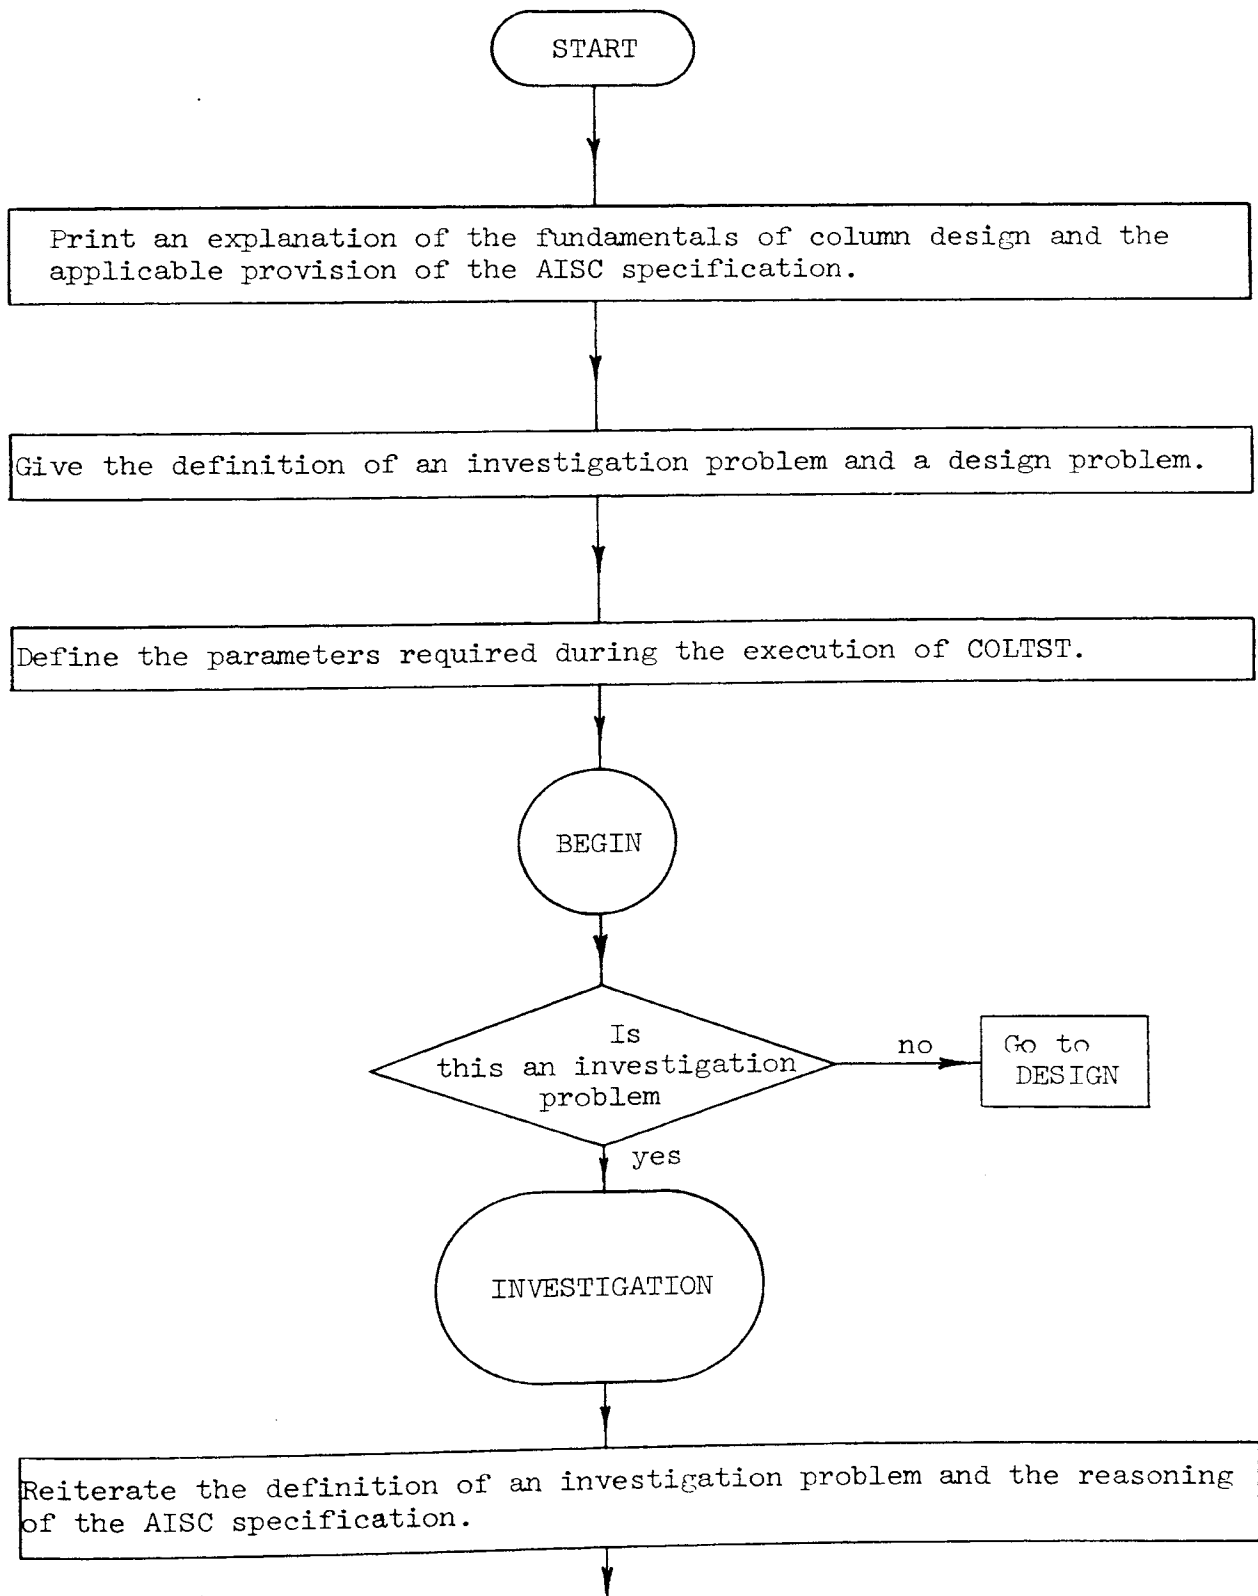 START
Print an explanation of the fundamentals of column design and the
applicable provision of the AISC specification.
Give the definition of an investigation problem and a design problem.
Define the parameters required during the execution of COLTST.
BEGIN
Is
this an investigation
problem
no
Go to
DESIGN
yes
INVESTIGATION
Reiterate the definition of an investigation problem and the reasoning
of the AISC specification.